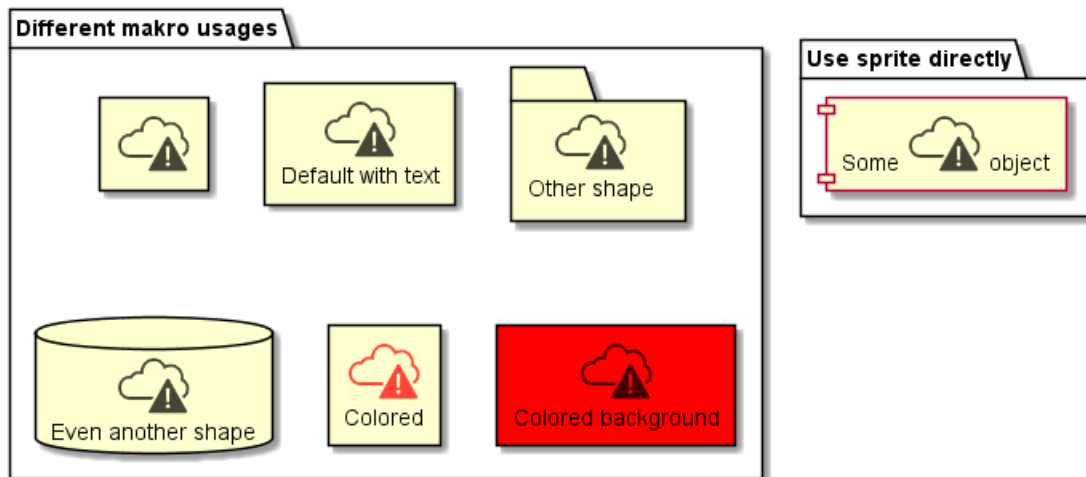 Different makro usages
Use sprite directly
Default with text
Other shape
Some object
Even another shape
Colored
Colored background